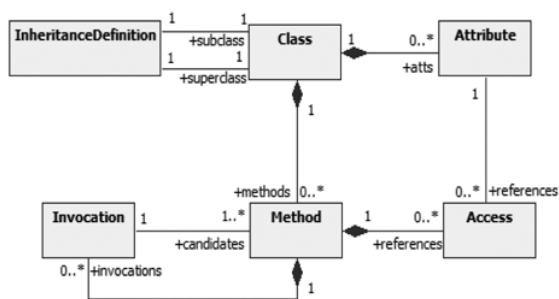 1 1 0..*
InheritanceDefinition +subclass Class 1 Attribute
1 1 +atts
+superclass 1 1
+methods 0..* 0..* +references
Invocation 1 1..* Method 1 0..* Access
+candidates +references
0..* +invocations 1